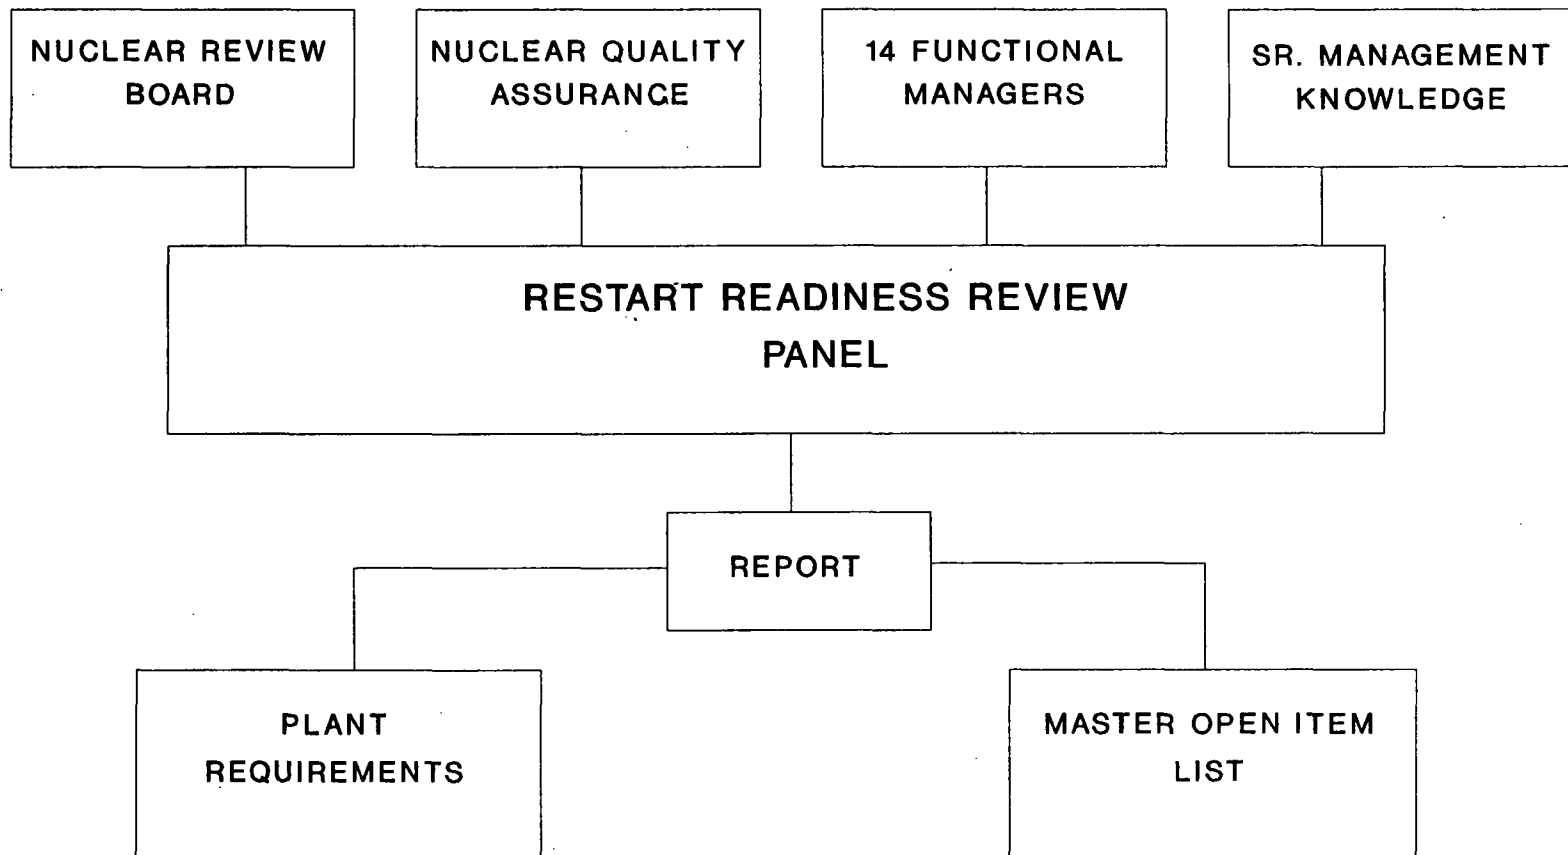 NUCLEAR REVIEW
BOARD
NUCLEAR QUALITY
ASSURANCE
14 FUNCTIONAL
MANAGERS
SR. MANAGEMENT
KNOWLEDGE
RESTART READINESS REVIEW
PANEL
REPORT
PLANT
REQUIREMENTS
MASTER OPEN ITEM
LIST